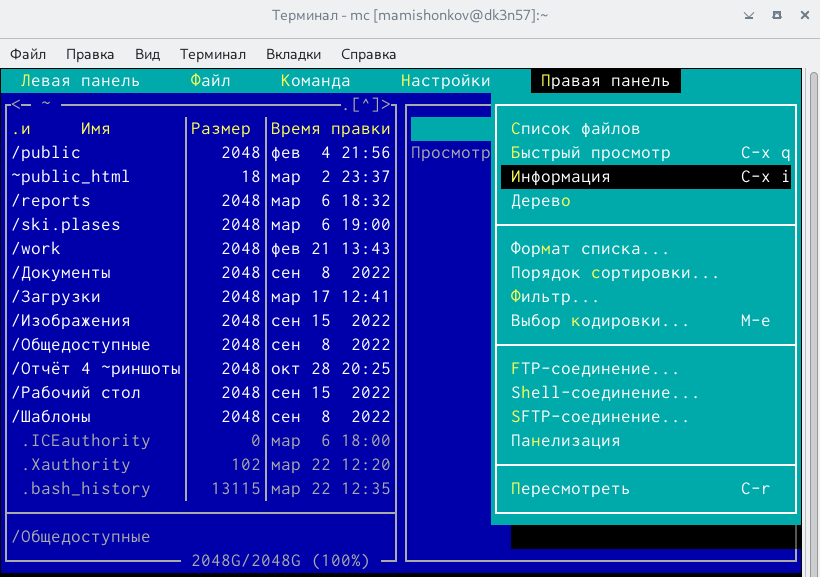 Терминал - mc [mamishonkov@dk3n57]:~
Файл Правка Вид Терминал Вкладки Справка
Левая панель Файл Команда Настройки Правая панель
<— ~ .[^]>
.и Имя Размер Время правки
/public 2048 фев 4 21:56
~public_html 18 мар 2 23:37
/reports 2048 мар 6 18:32
/ski.plases 2048 мар 6 19:00
/work 2048 фев 21 13:43
/Документы 2048 сен 8 2022
/Загрузки 2048 мар 17 12:41
/Изображения 2048 сен 15 2022
/Общедоступные 2048 сен 8 2022
/Отчёт 4 ~риншоты 2048 окт 28 20:25
/Рабочий стол 2048 сен 15 2022
/Шаблоны 2048 сен 8 2022
.ICEauthority 0 мар 6 18:00
.Xauthority 102 мар 22 12:20
.bash_history 13115 мар 22 12:35
/Общедоступные
2048G/2048G (100%)
Просмотр
Список файлов
Быстрый просмотр C-x q
Информация C-x i
Дерево
Формат списка...
Порядок сортировки...
Фильтр...
Выбор кодировки... M-e
FTP-соединение...
Shell-соединение...
SFTP-соединение...
Панелизация
Пересмотреть C-r